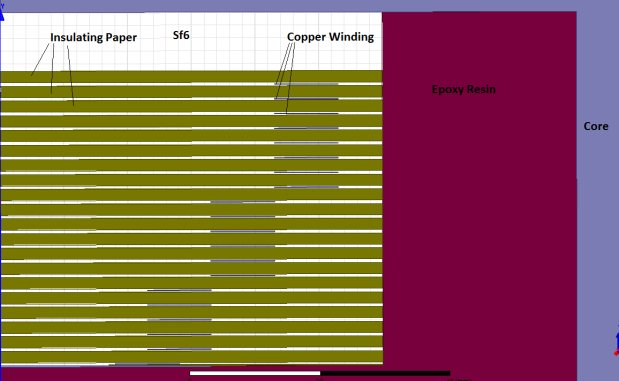 Insulating Paper
Sf6
Copper Winding
Epoxy Resin
Core